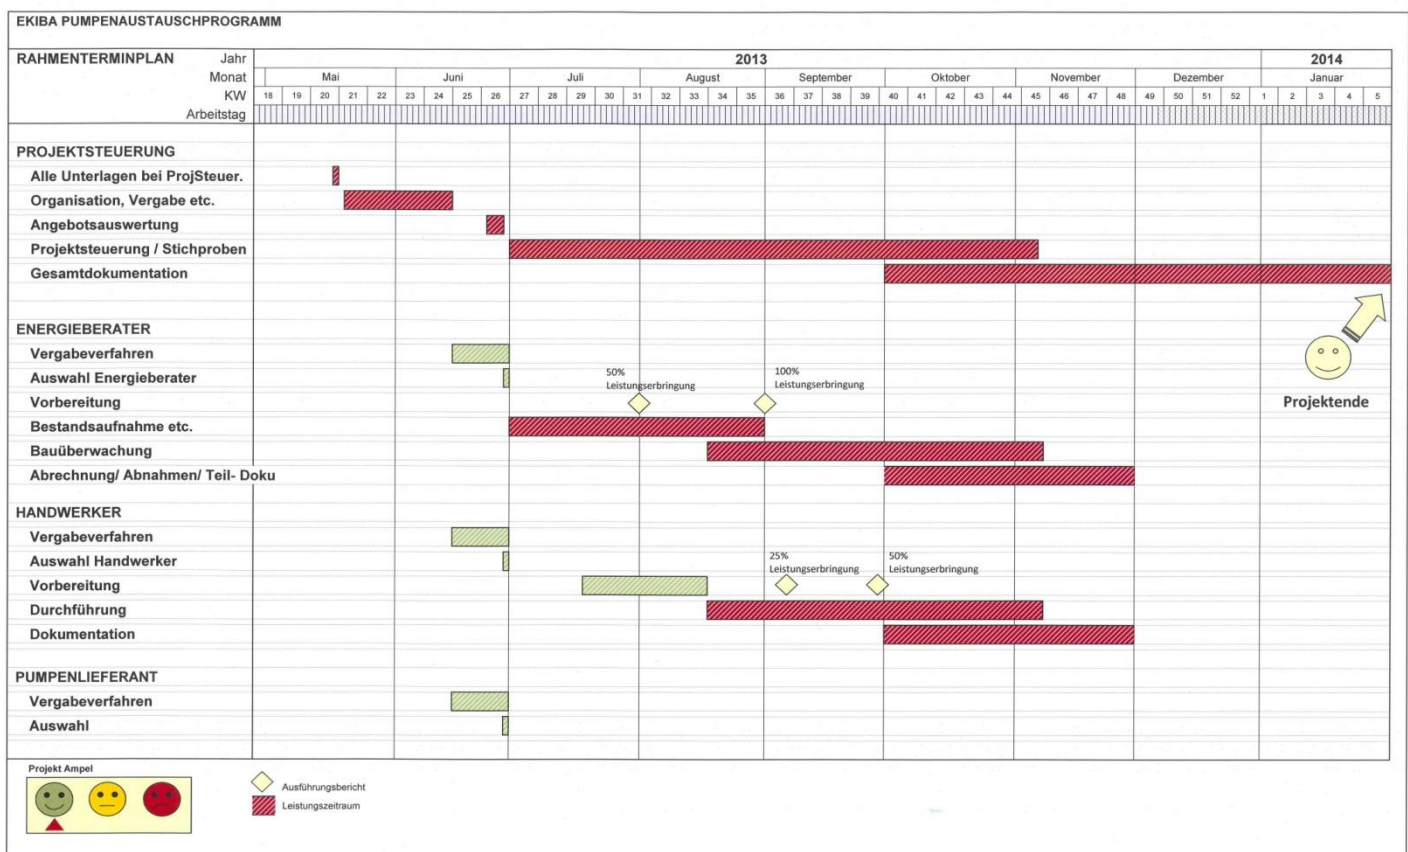 EKIBA PUMPENAUSTAUSCHPROGRAMM
RAHMENTERMINPLAN Jahr 2013 2014
Monat Mai Juni Juli August September Oktober November Dezember Januar
KW 18 19 20 21 22 23 24 25 26 27 28 29 30 31 32 33 34 35 36 37 38 39 40 41 42 43 44 45 46 47 48 49 50 51 52 1 2 3 4 5
Arbeitstag
PROJEKTSTEUERUNG
Alle Unterlagen bei ProjSteuer.
Organisation, Vergabe etc.
Angebotsauswertung
Projektsteuerung / Stichproben
Gesamtdokumentation
ENERGIEBERATER
Vergabeverfahren
Auswahl Energieberater
50% 100%
Leistungserbringung Leistungserbringung
Vorbereitung
Projektende
Bestandsaufnahme etc.
Bauüberwachung
Abrechnung/ Abnahmen/ Teil- Doku
HANDWERKER
Vergabeverfahren
Auswahl Handwerker
25% 50%
Leistungserbringung Leistungserbringung
Vorbereitung
Durchführung
Dokumentation
PUMPENLIEFERANT
Vergabeverfahren
Auswahl
Projekt Ampel
Ausführungsbericht
Leistungszeitraum